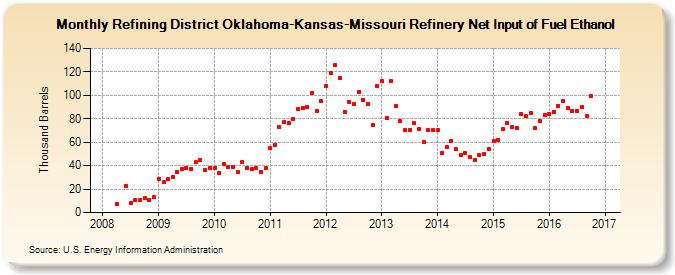 Monthly Refining District Oklahoma-Kansas-Missouri Refinery Net Input of Fuel Ethanol
Thousand Barrels
140
120
100
80
60
40
20
0
2008 2009 2010 2011 2012 2013 2014 2015 2016 2017
Source: U.S. Energy Information Administration